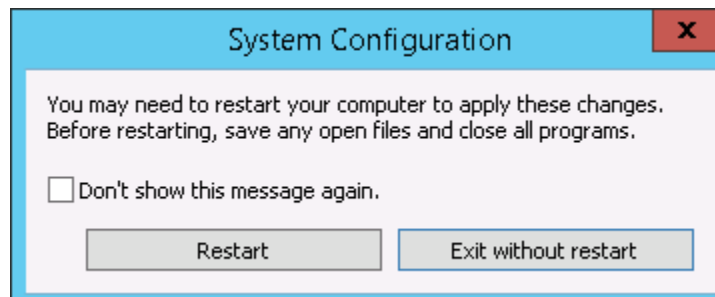 System Configuration
x
You may need to restart your computer to apply these changes.
Before restarting, save any open files and close all programs.
Don't show this message again.
Restart
Exit without restart